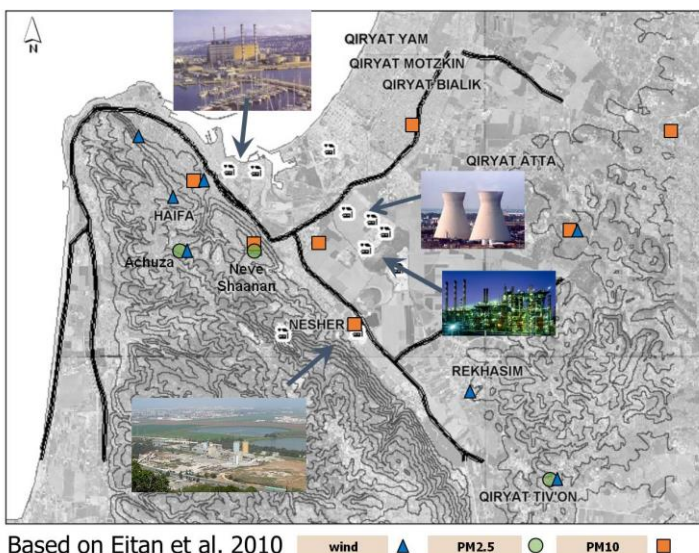 N
QIRYAT YAM
QIRYAT MOTZKIN
QIRYAT BIALIK
QIRYAT ATTA
HAIFA
Achuza
Neve
Shaanan
NESHER
REKHASIM
QIRYAT TIV'ON
Based on Eitan et al. 2010
wind PM2.5 PM10